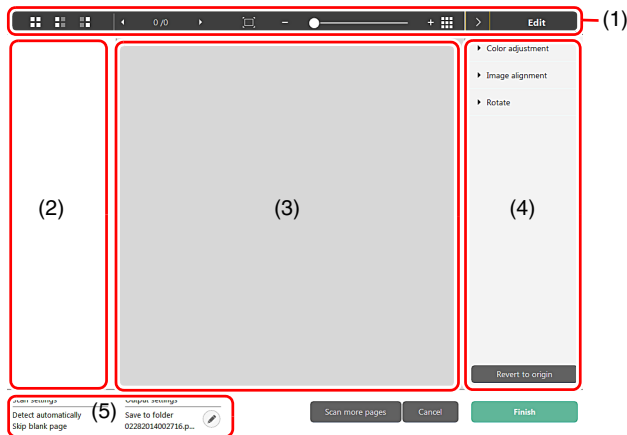 0 /0
Edit
(1)
Color adjustment
Image alignment
Rotate
(2)
(3)
(4)
Revert to origin
Scan settings
Output settings
Detect automatically
(5)
Save to folder
Skip blank page
02282014002716.p...
Scan more pages
Cancel
Finish